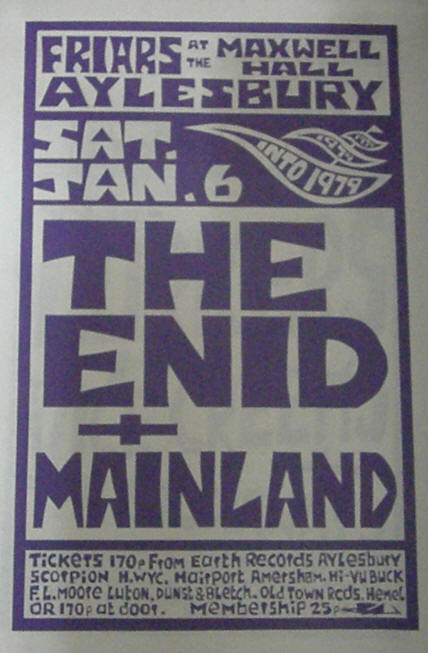 FRIARS AT THE MAXWELL HALL
AYLESBURY
SAT.
JAN. 6
INTO 1979
THE
ENID
+
MAINLAND
TICKETS 170p From Earth Records AYLESBURY
SCORPION H.WYC. Hairport Amersham. Hi-VU BUCK
F.L. Moore Luton, Dunst & Bletch. Old Town Rcds. Hemel
OR 170p at door. Membership 25p